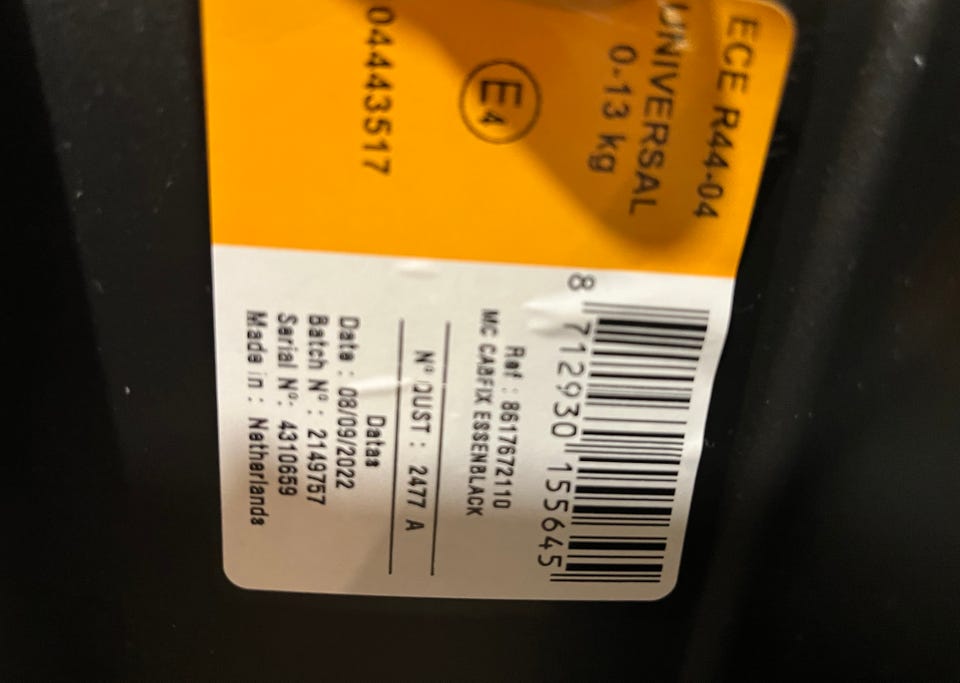 ECE R44-04
UNIVERSAL
0-13 kg
E4
04443517
8 712930 155645
Ref : 8617672110
MC CABFIX ESSENBLACK
N° QUST : 2477 A
Datas
Date : 08/09/2022
Batch N° : 2149757
Serial N°: 4310659
Made in : Netherlands